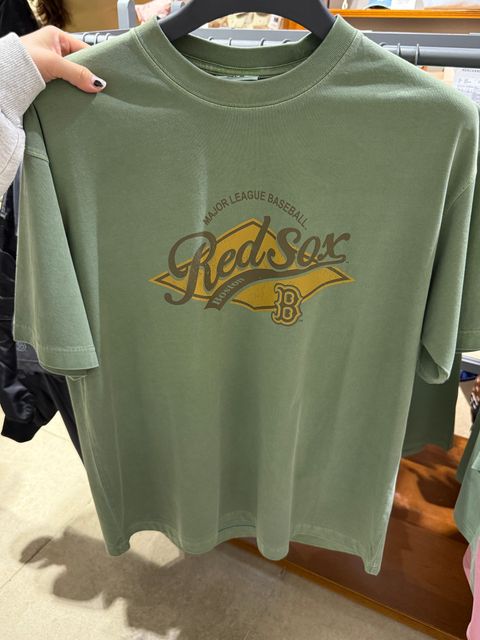 MAJOR LEAGUE BASEBALL
Red Sox
Boston
B